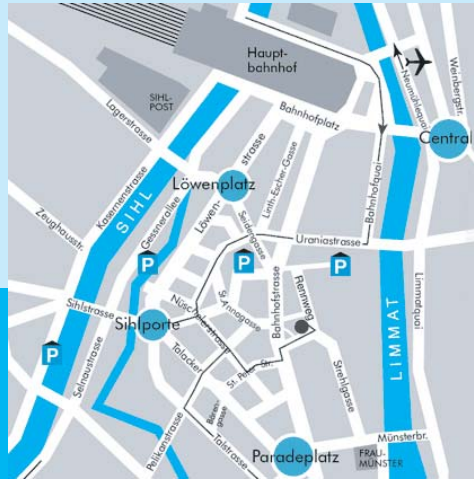 Haupt-
bahnhof
SIHL-
POST
Lagerstrasse
Bahnhofplatz
Neumühlequai
Weinbergstr.
Central
Kasernenstrasse
SIHL
Gessnerallee
Zeughausstr.
Löwenplatz
Löwen-
strasse
Linth-Escher-Gasse
Seidengasse
Bahnhofquai
Uraniastrasse
P
P
P
P
Sihlstrasse
Sihlporte
Nüschelerstrasse
St. Annagasse
Bahnhofstrasse
Rennweg
LIMMAT
Limmatquai
Selnaustrasse
Talacker
St. Peter-Str.
Strehlgasse
Bären-
gasse
Pelikanstrasse
Talstrasse
Paradeplatz
Münsterbr.
FRAU-
MÜNSTER